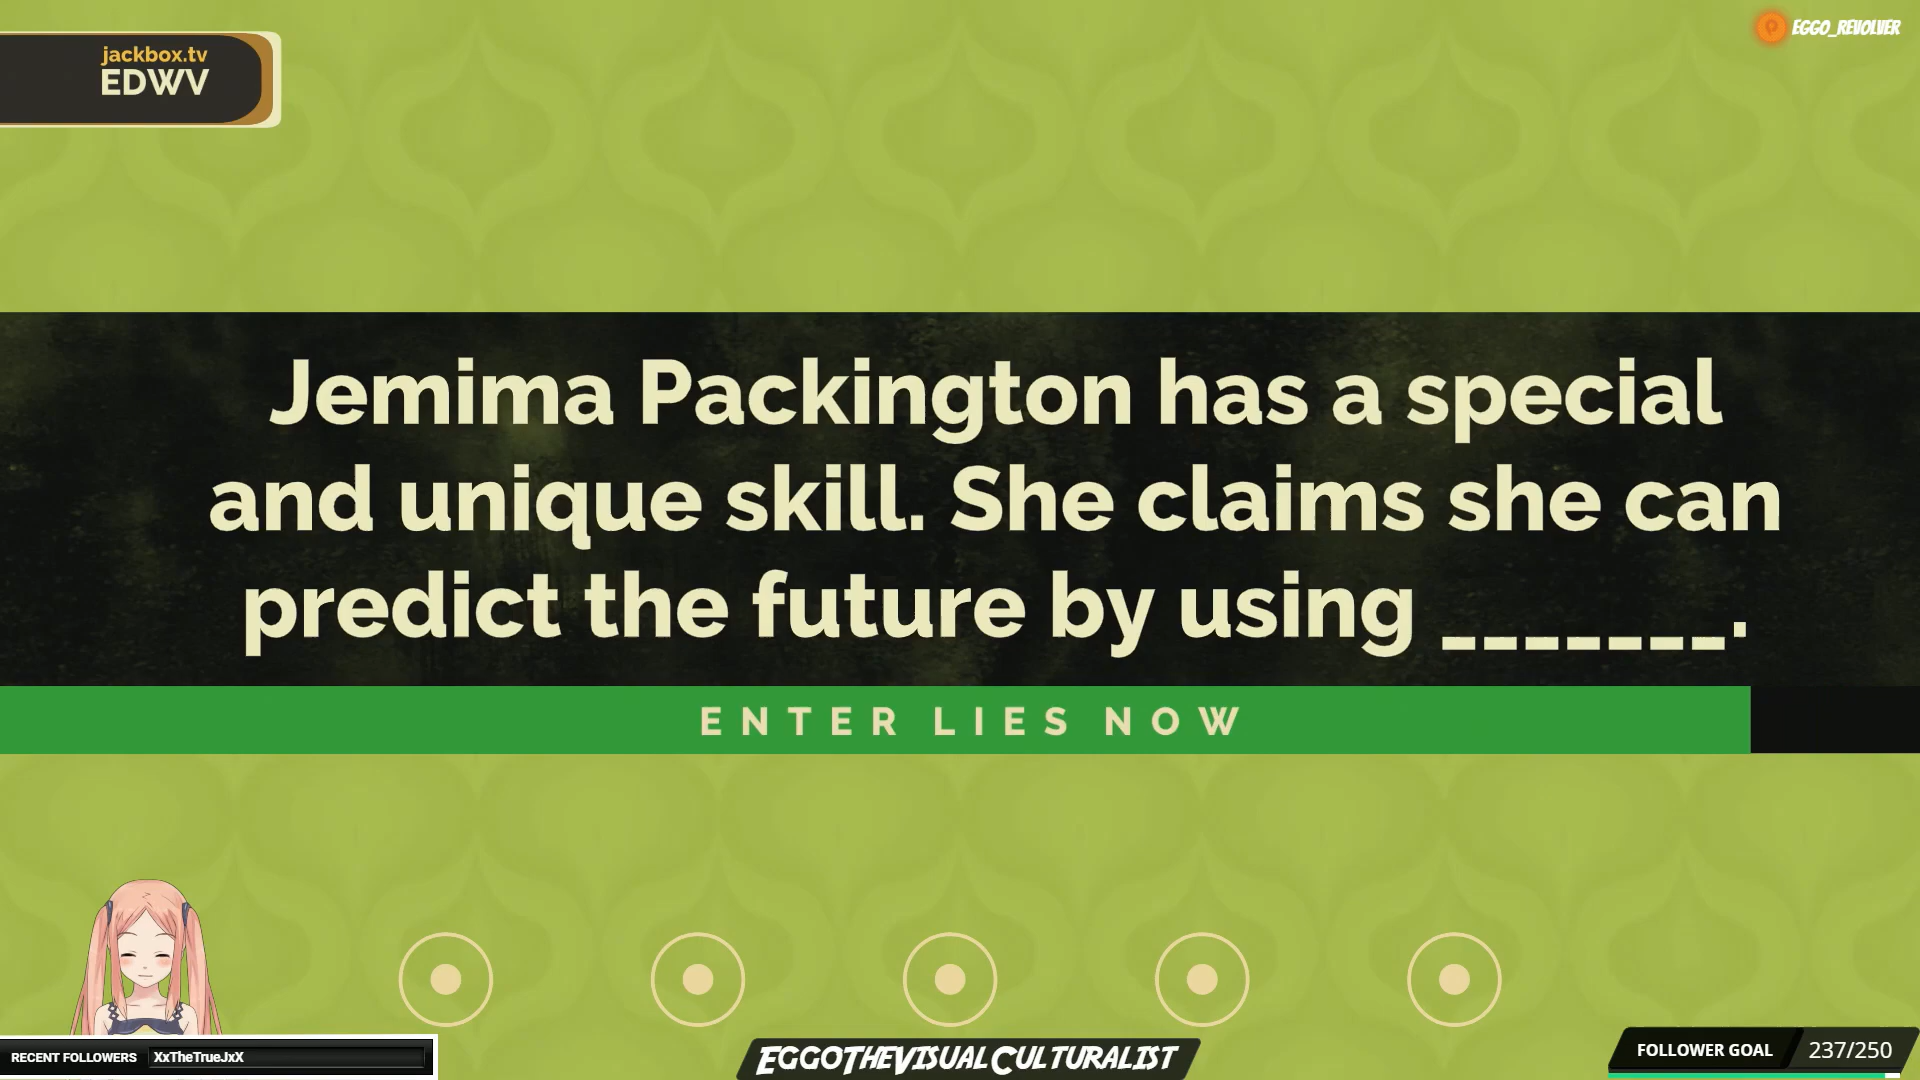 jackbox.tv
EDWV
EGGO_REVOLVER
Jemima Packington has a special
and unique skill. She claims she can
predict the future by using _______.
ENTER LIES NOW
RECENT FOLLOWERS XxTheTrueJxX
EGGOTHEVISUALCULTURALIST
FOLLOWER GOAL 237/250